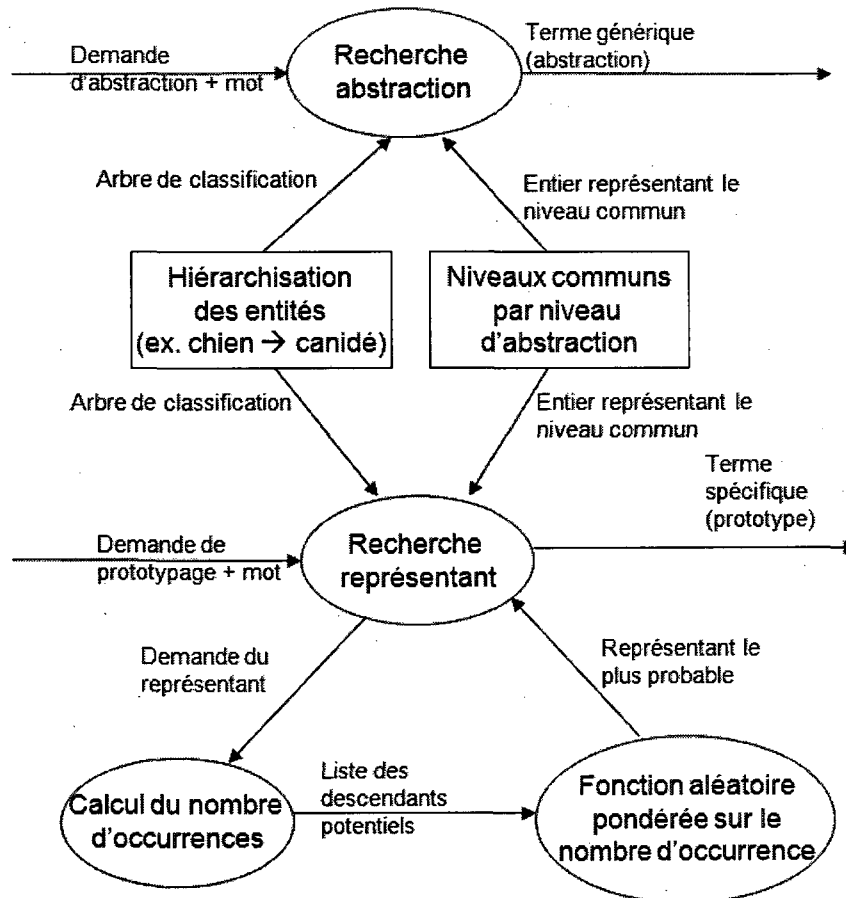 Demande
d'abstraction + mot
Recherche
abstraction
Terme générique
(abstraction)
Arbre de classification
Entier représentant le
niveau commun
Hiérarchisation
des entités
(ex. chien → canidé)
Niveaux communs
par niveau
d'abstraction
Arbre de classification
Entier représentant le
niveau commun
Terme
spécifique
(prototype)
Demande de
prototypage + mot
Recherche
représentant
Demande du
représentant
Représentant le
plus probable
Calcul du nombre
d'occurrences
Liste des
descendants
potentiels
Fonction aléatoire
pondérée sur le
nombre d'occurrence